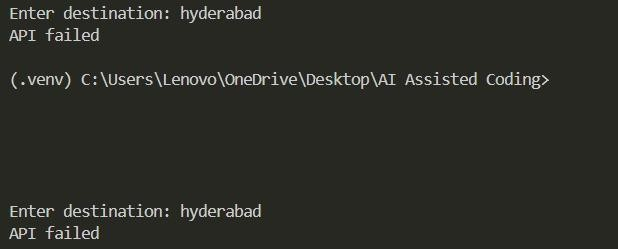 Enter destination: hyderabad
API failed
(.venv) C:\Users\Lenovo\OneDrive\Desktop\AI Assisted Coding>
Enter destination: hyderabad
API failed